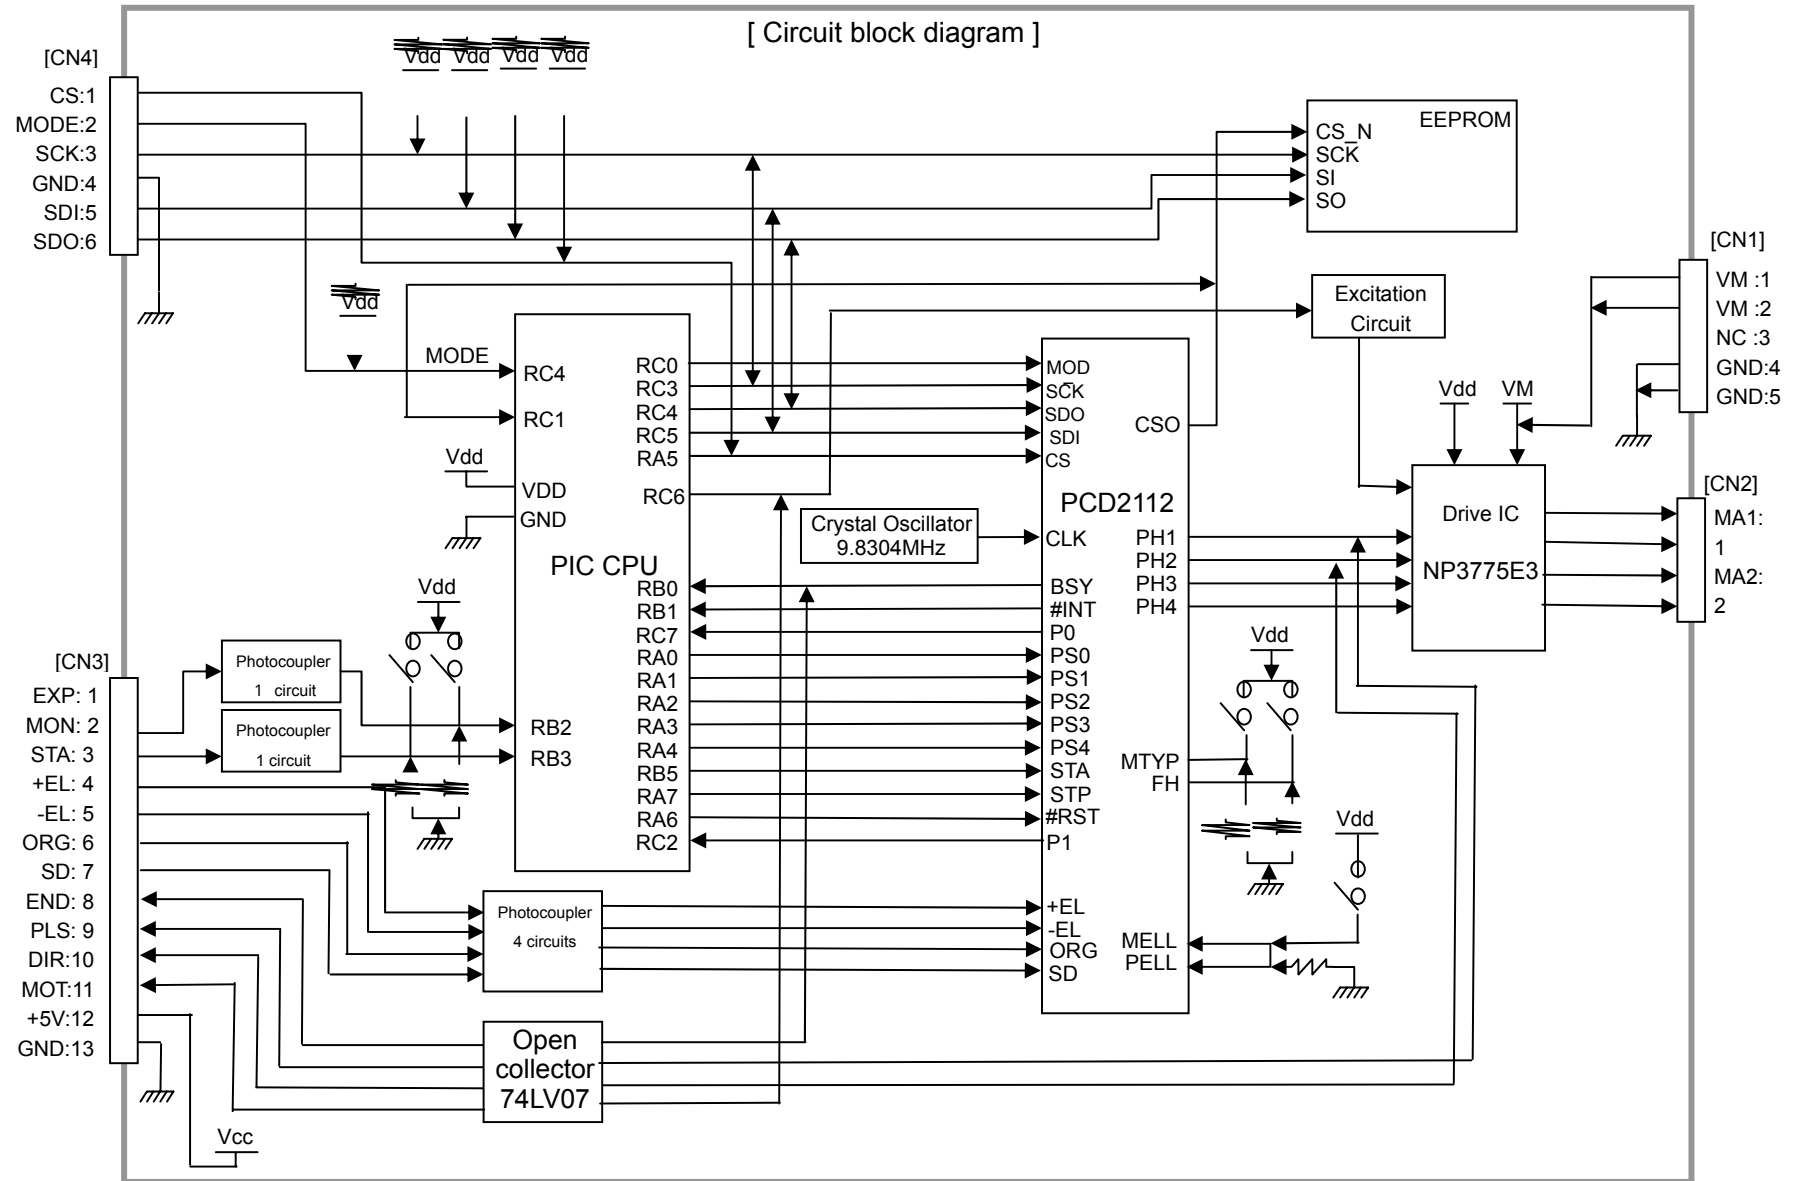 [ Circuit block diagram ]
[CN4]
CS:1
MODE:2
SCK:3
GND:4
SDI:5
SDO:6
Vdd
Vdd
Vdd
Vdd
Vdd
EEPROM
CS_N
SCK
SI
SO
[CN1]
VM :1
VM :2
NC :3
GND:4
GND:5
Excitation
Circuit
Vdd
VM
[CN2]
MA1:
1
MA2:
2
Drive IC
NP3775E3
MODE
RC4
RC1
Vdd
VDD
GND
PIC CPU
RB2
RB3
RC0
RC3
RC4
RC5
RA5
RC6
RB0
RB1
RC7
RA0
RA1
RA2
RA3
RA4
RB5
RA7
RA6
RC2
Crystal Oscillator
9.8304MHz
PCD2112
MOD
SCK
SDO
SDI
CS
CLK
BSY
#INT
P0
PS0
PS1
PS2
PS3
PS4
STA
STP
#RST
P1
+EL
-EL
ORG
SD
CSO
PH1
PH2
PH3
PH4
MTYP
FH
MELL
PELL
Vdd
Vdd
Vdd
[CN3]
EXP: 1
MON: 2
STA: 3
+EL: 4
-EL: 5
ORG: 6
SD: 7
END: 8
PLS: 9
DIR:10
MOT:11
+5V:12
GND:13
Photocoupler
1 circuit
Photocoupler
1 circuit
Photocoupler
4 circuits
Open
collector
74LV07
Vcc